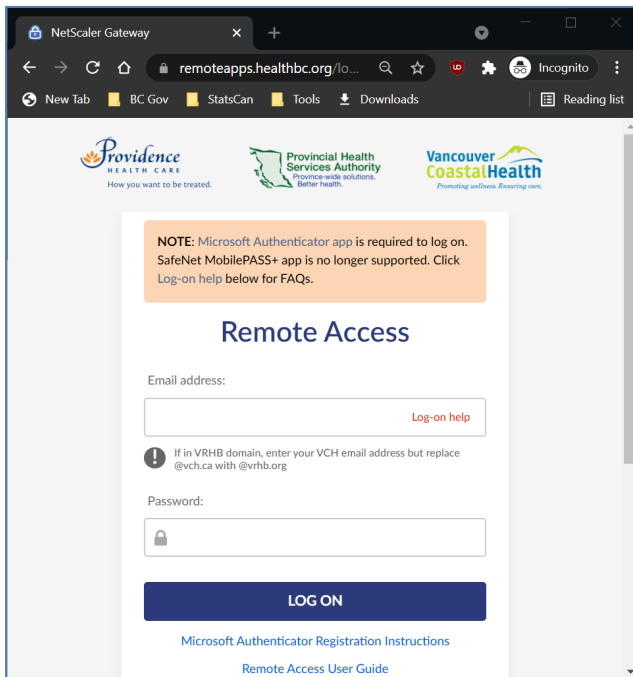 NetScaler Gateway
remoteapps.healthbc.org/lo...
Incognito
New Tab BC Gov StatsCan Tools Downloads Reading list
Providence
HEALTH CARE
How you want to be treated.
Provincial Health
Services Authority
Province-wide solutions.
Better health.
Vancouver
CoastalHealth
Promoting wellness. Ensuring care.
NOTE: Microsoft Authenticator app is required to log on.
SafeNet MobilePASS+ app is no longer supported. Click
Log-on help below for FAQs.
Remote Access
Email address:
Log-on help
If in VRHB domain, enter your VCH email address but replace
@vch.ca with @vrhb.org
Password:
LOG ON
Microsoft Authenticator Registration Instructions
Remote Access User Guide